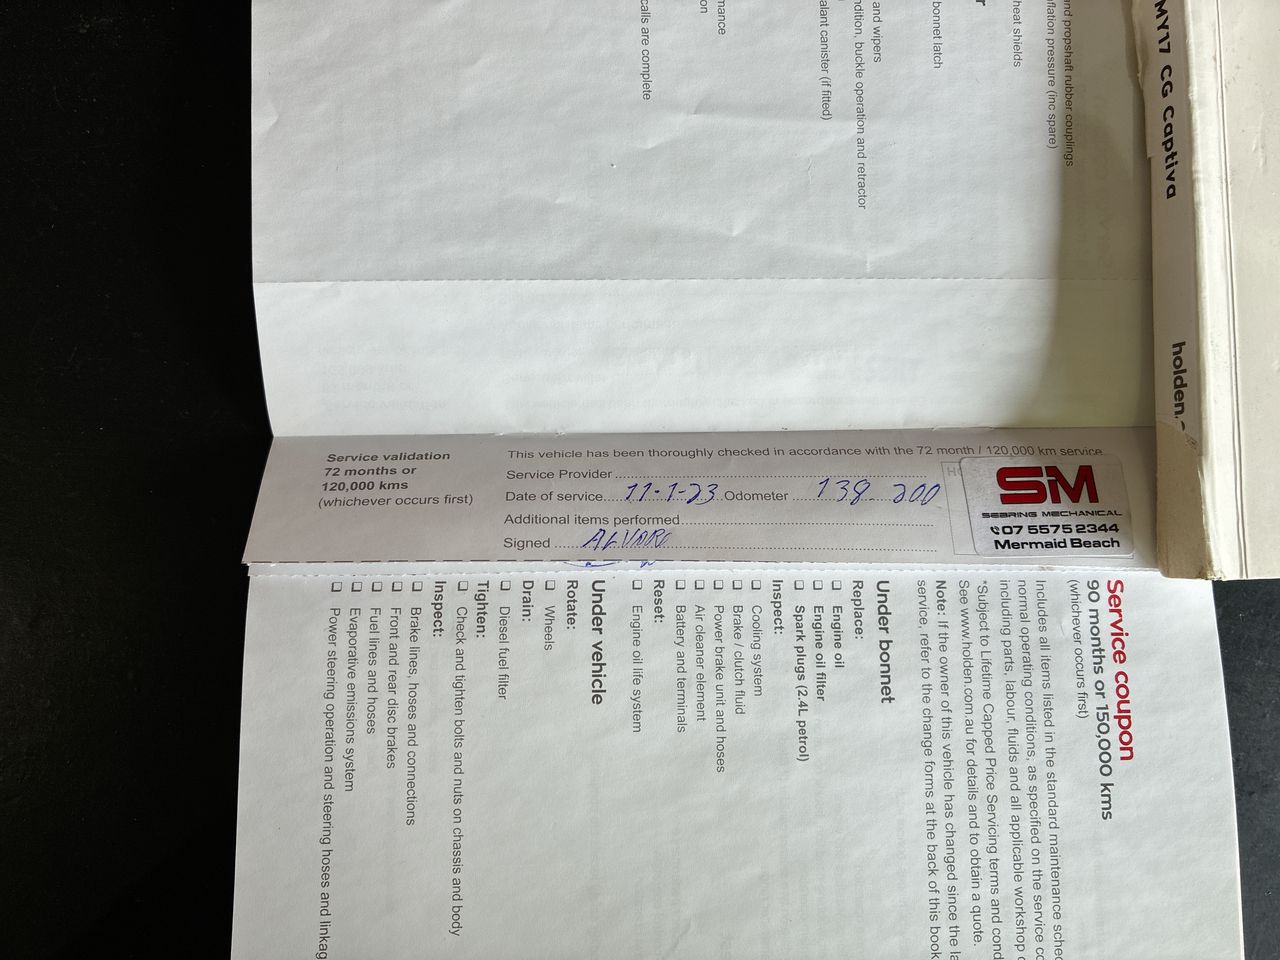 MY17 CG Captiva
holden.
and propshaft rubber couplings
flation pressure (inc spare)
heat shields
bonnet latch
and wipers
ndition, buckle operation and retractor
alant canister (if fitted)
mance
on
calls are complete
Service validation
72 months or
120,000 kms
(whichever occurs first)
This vehicle has been thoroughly checked in accordance with the 72 month / 120,000 km service.
Service Provider
Date of service 11-1-23 Odometer 138-200
Additional items performed
Signed ALVARO
SM
SEBRING MECHANICAL
07 5575 2344
Mermaid Beach
Service coupon
90 months or 150,000 kms
(whichever occurs first)
Includes all items listed in the standard maintenance sched
normal operating conditions, as specified on the service co
including parts, labour, fluids and all applicable workshop c
*Subject to Lifetime Capped Price Servicing terms and cond
See www.holden.com.au for details and to obtain a quote.
Note: If the owner of this vehicle has changed since the la
service, refer to the change forms at the back of this book
Under bonnet
Replace:
❑ Engine oil
❑ Engine oil filter
❑ Spark plugs (2.4L petrol)
Inspect:
❑ Cooling system
❑ Brake / clutch fluid
❑ Power brake unit and hoses
❑ Air cleaner element
❑ Battery and terminals
Reset:
❑ Engine oil life system
Under vehicle
Rotate:
❑ Wheels
Drain:
❑ Diesel fuel filter
Tighten:
❑ Check and tighten bolts and nuts on chassis and body
Inspect:
❑ Brake lines, hoses and connections
❑ Front and rear disc brakes
❑ Fuel lines and hoses
❑ Evaporative emissions system
❑ Power steering operation and steering hoses and linkag